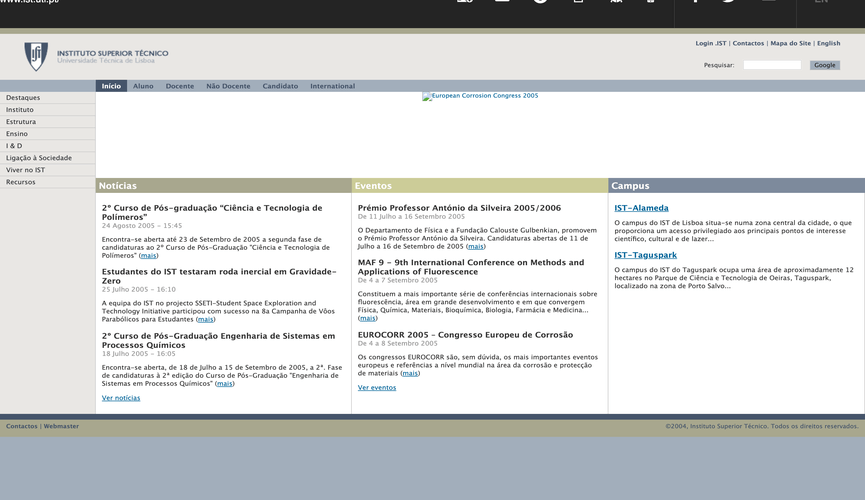 INSTITUTO SUPERIOR TÉCNICO
Universidade Técnica de Lisboa
Login .IST | Contactos | Mapa do Site | English
Pesquisar:
Google
Início Aluno Docente Não Docente Candidato International
Destaques
Instituto
Estrutura
Ensino
I & D
Ligação à Sociedade
Viver no IST
Recursos
European Corrosion Congress 2005
Notícias
2º Curso de Pós-graduação "Ciência e Tecnologia de
Polímeros"
24 Agosto 2005 - 15:45
Encontra-se aberta até 23 de Setembro de 2005 a segunda fase de
candidaturas ao 2º Curso de Pós-Graduação "Ciência e Tecnologia de
Polímeros" (mais)
Estudantes do IST testaram roda inercial em Gravidade-
Zero
25 Julho 2005 - 16:10
A equipa do IST no projecto SSETI-Student Space Exploration and
Technology Initiative participou com sucesso na 8a Campanha de Vôos
Parabólicos para Estudantes (mais)
2º Curso de Pós-Graduação Engenharia de Sistemas em
Processos Químicos
18 Julho 2005 - 16:05
Encontra-se aberta, de 18 de Julho a 15 de Setembro de 2005, a 2ª. Fase
de candidaturas à 2ª edição do Curso de Pós-Graduação "Engenharia de
Sistemas em Processos Químicos" (mais)
Ver notícias
Eventos
Prémio Professor António da Silveira 2005/2006
De 11 Julho a 16 Setembro 2005
O Departamento de Física e a Fundação Calouste Gulbenkian, promovem
o Prémio Professor António da Silveira. Candidaturas abertas de 11 de
Julho a 16 de Setembro de 2005 (mais)
MAF 9 - 9th International Conference on Methods and
Applications of Fluorescence
De 4 a 7 Setembro 2005
Constituem a mais importante série de conferências internacionais sobre
fluorescência, área em grande desenvolvimento e em que convergem
Física, Química, Materiais, Bioquímica, Biologia, Farmácia e Medicina...
(mais)
EUROCORR 2005 - Congresso Europeu de Corrosão
De 4 a 8 Setembro 2005
Os congressos EUROCORR são, sem dúvida, os mais importantes eventos
europeus e referências a nível mundial na área da corrosão e protecção
de materiais (mais)
Ver eventos
Campus
IST-Alameda
O campus do IST de Lisboa situa-se numa zona central da cidade, o que
proporciona um acesso privilegiado aos principais pontos de interesse
científico, cultural e de lazer...
IST-Taguspark
O campus do IST do Taguspark ocupa uma área de aproximadamente 12
hectares no Parque de Ciência e Tecnologia de Oeiras, Taguspark,
localizado na zona de Porto Salvo...
Contactos | Webmaster
©2004, Instituto Superior Técnico. Todos os direitos reservados.